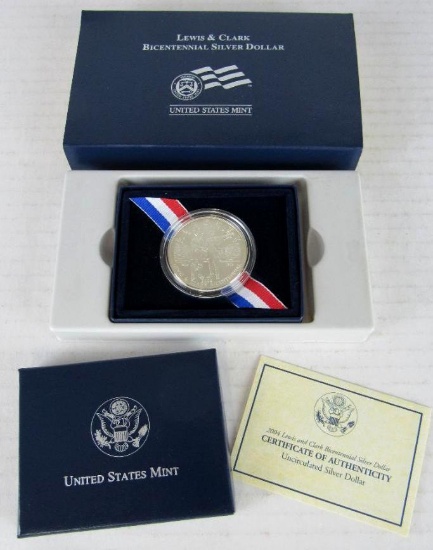 LEWIS & CLARK
BICENTENNIAL SILVER DOLLAR
UNITED STATES MINT
UNITED STATES MINT
2004 Lewis and Clark Bicentennial Silver Dollar
CERTIFICATE OF AUTHENTICITY
Uncirculated Silver Dollar